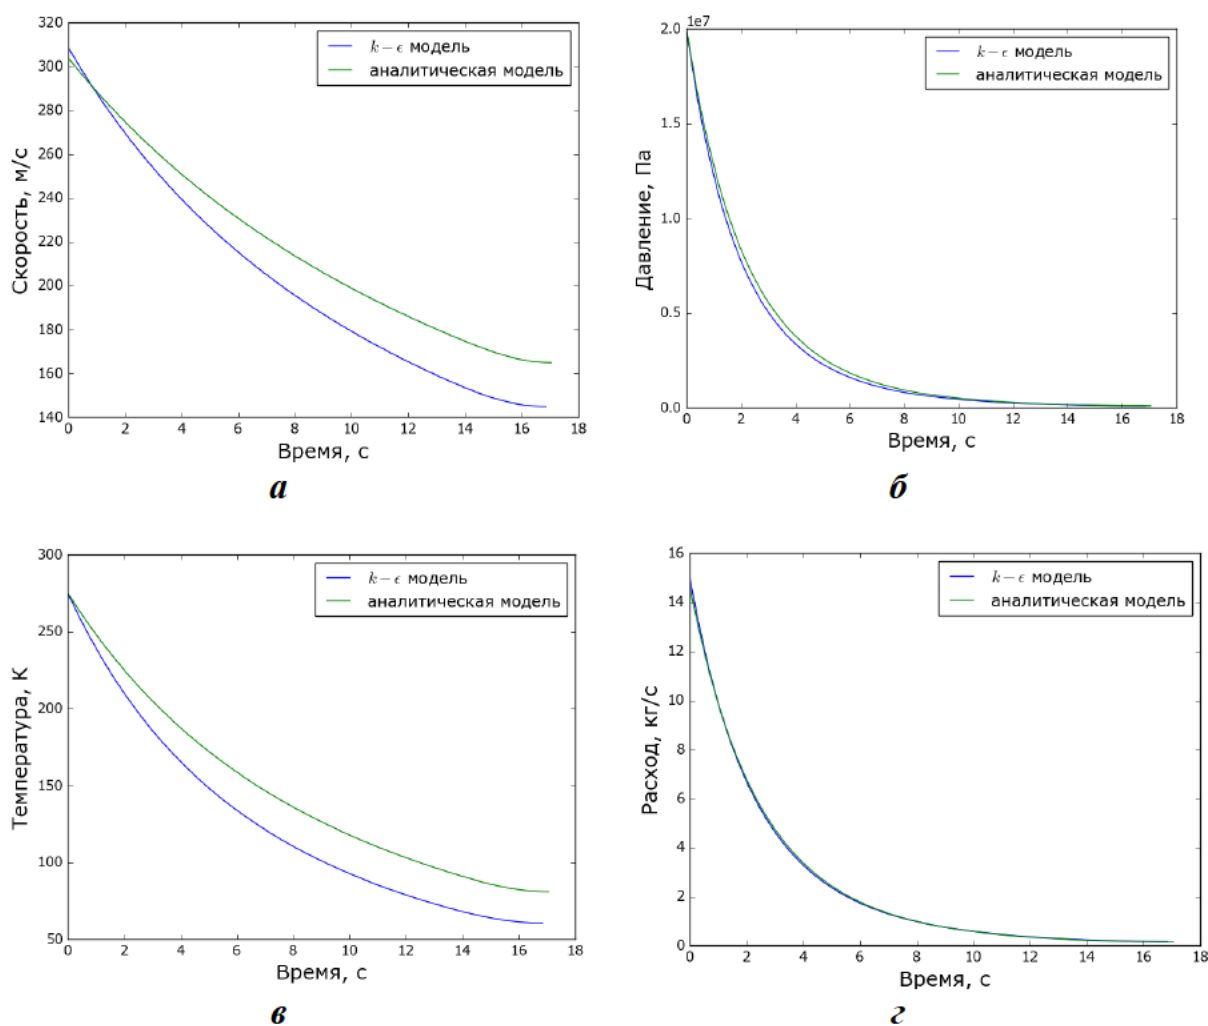 320
300
280
260
240
220
200
180
160
140
0 2 4 6 8 10 12 14 16 18
Скорость, м/с
Время, с
k − ϵ модель
аналитическая модель
а
1e7
2.0
1.5
1.0
0.5
0.0
0 2 4 6 8 10 12 14 16 18
Давление, Па
Время, с
k − ϵ модель
аналитическая модель
б
300
250
200
150
100
50
0 2 4 6 8 10 12 14 16 18
Температура, К
Время, с
k − ϵ модель
аналитическая модель
в
16
14
12
10
8
6
4
2
0
0 2 4 6 8 10 12 14 16 18
Расход, кг/с
Время, с
k − ϵ модель
аналитическая модель
г